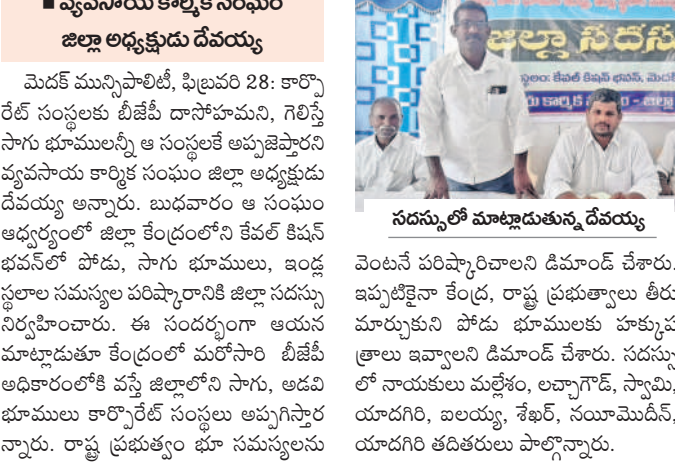 ■ వ్యవసాయ కార్మిక సంఘం
జిల్లా అధ్యక్షుడు దేవయ్య
మెదక్ మున్సిపాలిటీ, ఫిబ్రవరి 28: కార్పొ
రేట్ సంస్థలకు బీజేపీ దాసోహమని, గెలిస్తే
సాగు భూములన్నీ ఆ సంస్థలకే అప్పజెప్తారని
వ్యవసాయ కార్మిక సంఘం జిల్లా అధ్యక్షుడు
దేవయ్య అన్నారు. బుధవారం ఆ సంఘం
ఆధ్వర్యంలో జిల్లా కేంద్రంలోని కేవల్ కిషన్
భవన్‌లో పోడు, సాగు భూములు, ఇండ్ల
స్థలాల సమస్యల పరిష్కారానికి జిల్లా సదస్సు
నిర్వహించారు. ఈ సందర్భంగా ఆయన
మాట్లాడుతూ కేంద్రంలో మరోసారి బీజేపీ
అధికారంలోకి వస్తే జిల్లాలోని సాగు, అడవి
భూములు కార్పొరేట్ సంస్థలు అప్పగిస్తార
న్నారు. రాష్ట్ర ప్రభుత్వం భూ సమస్యలను
జిల్లా సదస్సు
స్థలం: కేవల్ కిషన్ భవన్, మెదక్
కార్మిక
సదస్సులో మాట్లాడుతున్న దేవయ్య
వెంటనే పరిష్కారించాలని డిమాండ్ చేశారు.
ఇప్పటికైనా కేంద్ర, రాష్ట్ర ప్రభుత్వాలు తీరు
మార్చుకుని పోడు భూములకు హక్కుప
త్రాలు ఇవ్వాలని డిమాండ్ చేశారు. సదస్సు
లో నాయకులు మల్లేశం, లచ్చాగౌడ్, స్వామి,
యాదగిరి, ఐలయ్య, శేఖర్, నయీమొదీన్,
యాదగిరి తదితరులు పాల్గొన్నారు.